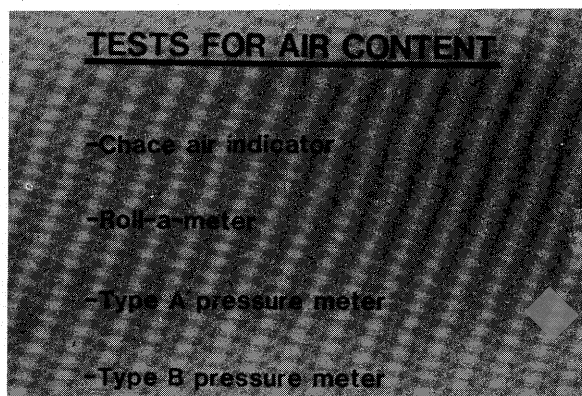 TESTS FOR AIR CONTENT
-Chace air indicator
-Roll-a-meter
-Type A pressure meter
-Type B pressure meter